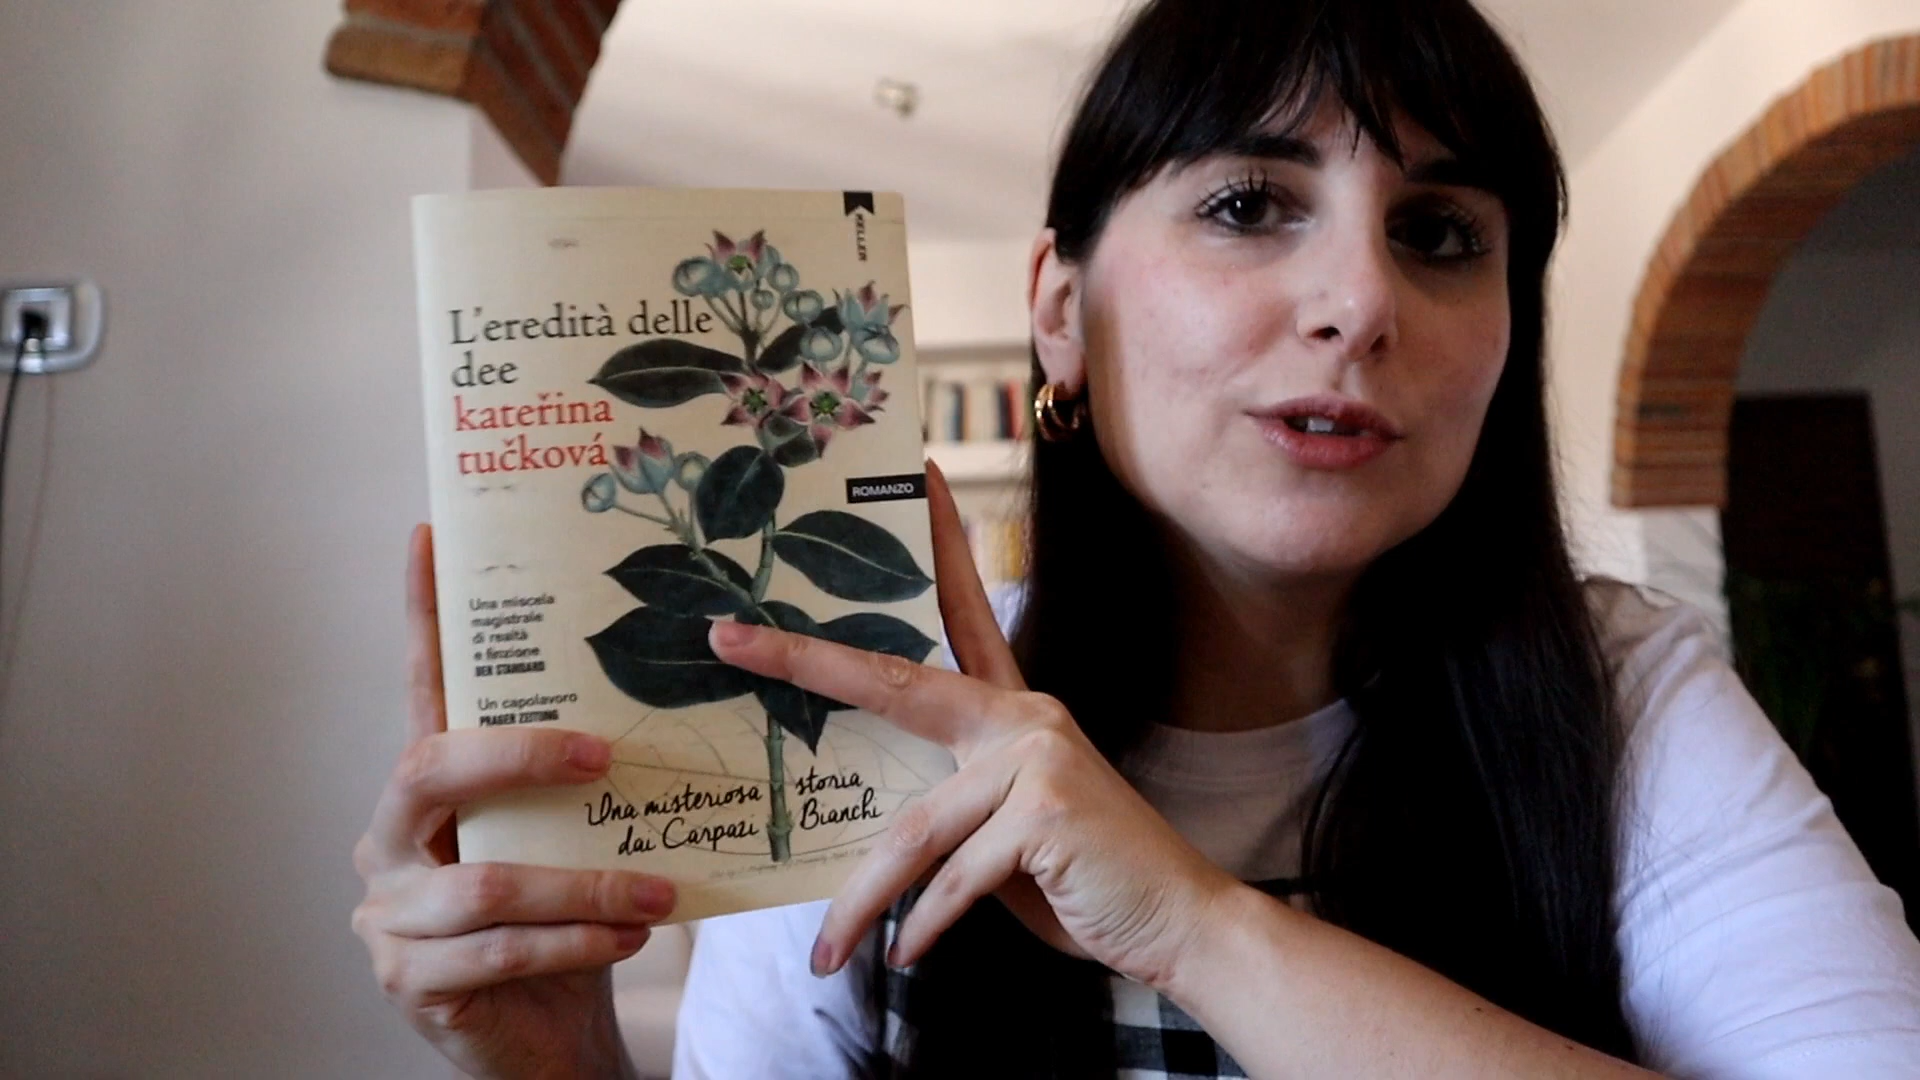 KELLER
L'eredità delle
dee
kateřina
tučková
ROMANZO
Una miscela
magistrale
di realtà
e finzione
DER STANDARD
Un capolavoro
PRAGER ZEITUNG
Una misteriosa storia
dai Carpazi Bianchi